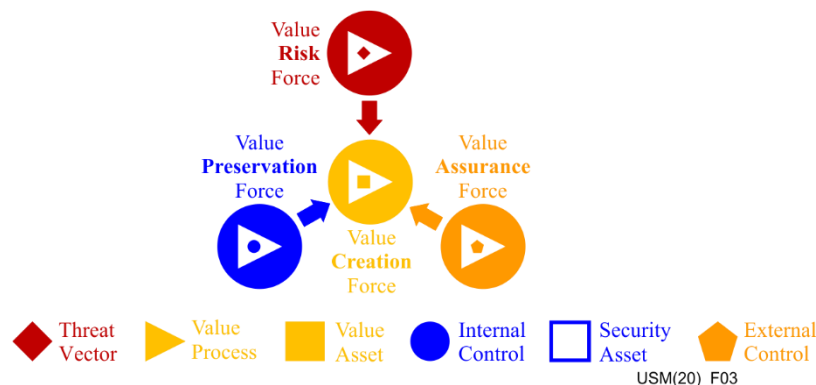 Value
Risk
Force
Value
Preservation
Force
Value
Assurance
Force
Value
Creation
Force
Threat
Vector
Value
Process
Value
Asset
Internal
Control
Security
Asset
External
Control
USM(20) F03